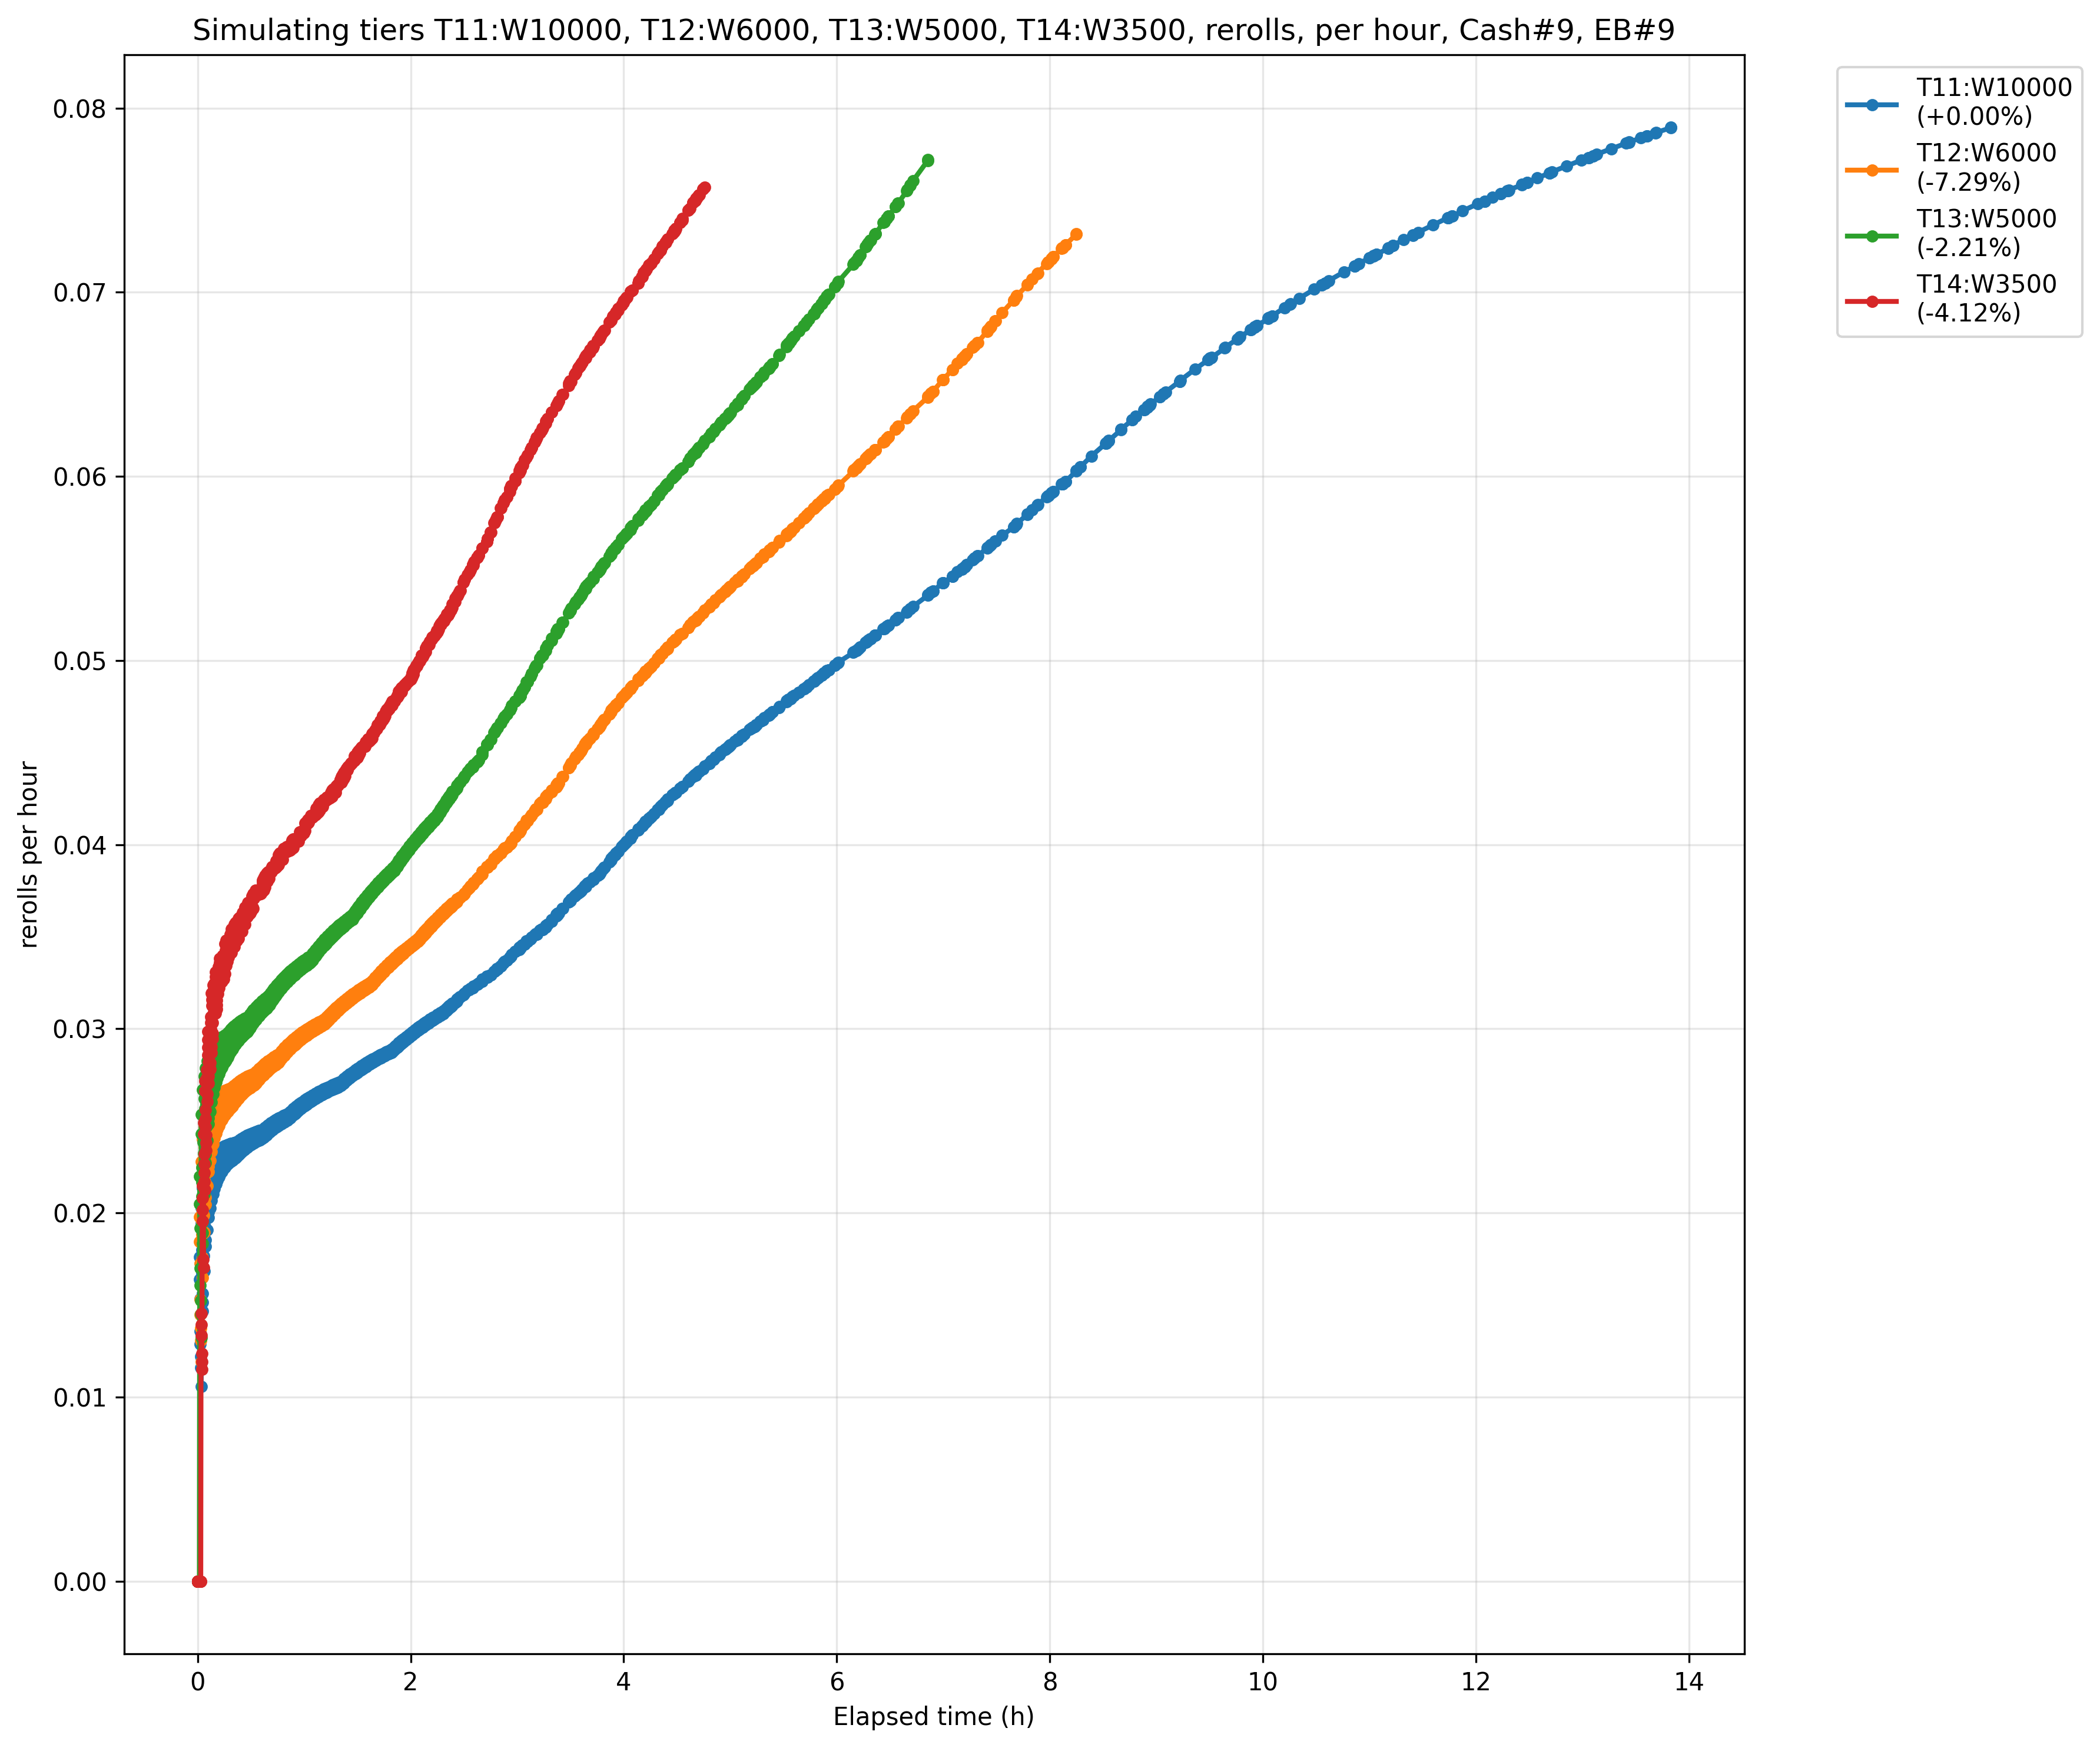 Simulating tiers T11:W10000, T12:W6000, T13:W5000, T14:W3500, rerolls, per hour, Cash#9, EB#9
T11:W10000
(+0.00%)
T12:W6000
(-7.29%)
T13:W5000
(-2.21%)
T14:W3500
(-4.12%)
rerolls per hour
0.08
0.07
0.06
0.05
0.04
0.03
0.02
0.01
0.00
0 2 4 6 8 10 12 14
Elapsed time (h)